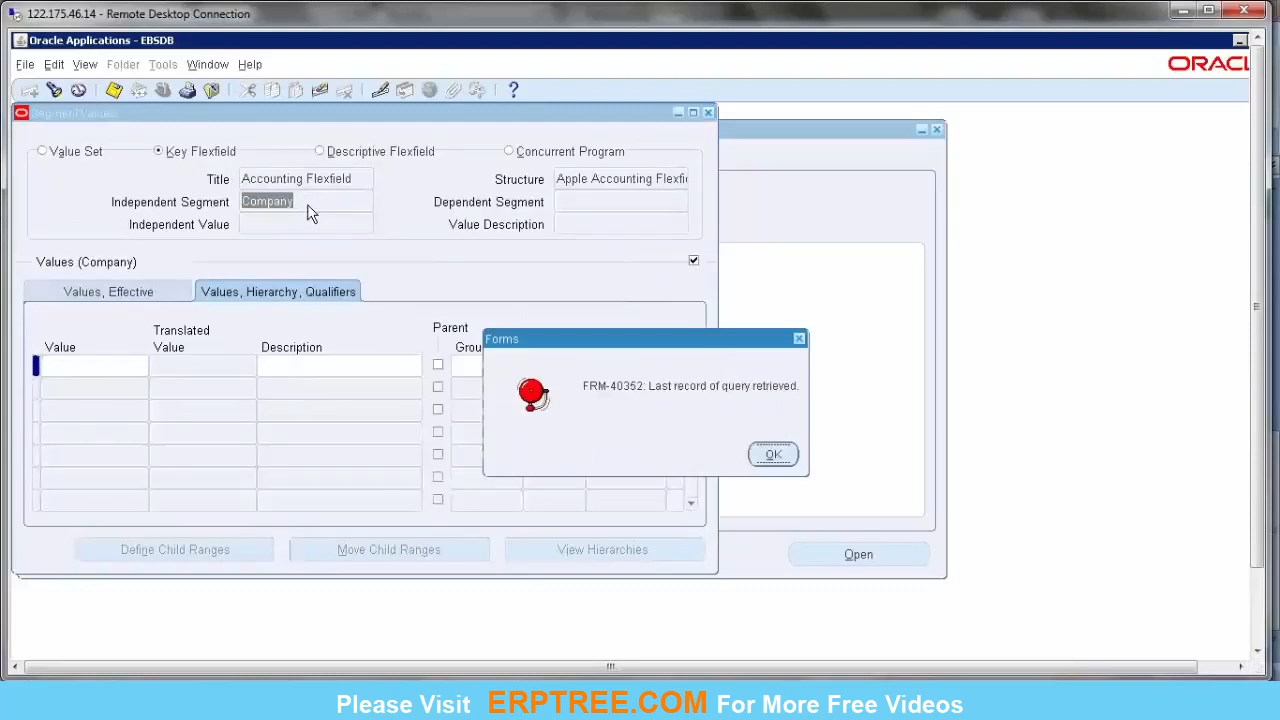 122.175.46.14 - Remote Desktop Connection
Oracle Applications - EBSDB
File Edit View Folder Tools Window Help
ORACL
Segment Values
Value Set Key Flexfield Descriptive Flexfield Concurrent Program
Title Accounting Flexfield Structure Apple Accounting Flexfi
Independent Segment Company Dependent Segment
Independent Value Value Description
Values (Company)
Values, Effective Values, Hierarchy, Qualifiers
Translated Parent
Value Value Description Grou
Forms
FRM-40352: Last record of query retrieved.
OK
Define Child Ranges Move Child Ranges View Hierarchies
Open
Please Visit ERPTREE.COM For More Free Videos